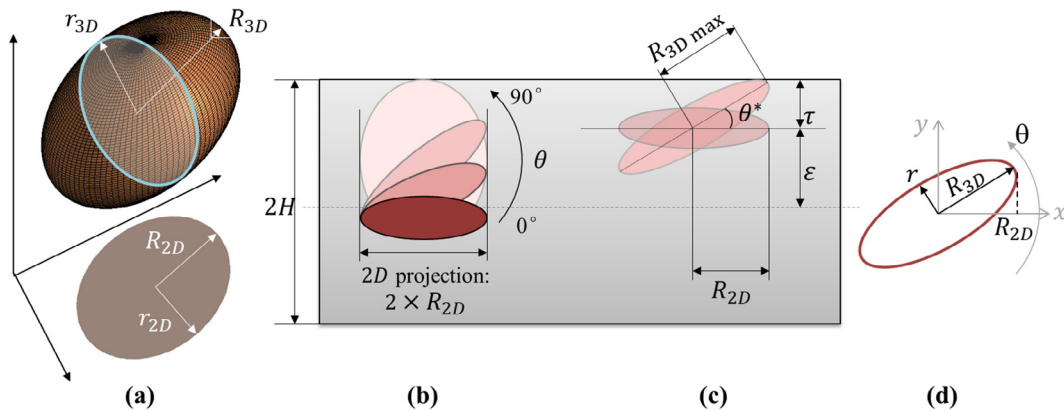 r3D
R3D
R2D
r2D
(a)
2H
90°
θ
0°
2D projection:
2 × R2D
(b)
R3D max
θ*
τ
ε
R2D
(c)
y
θ
r
R3D
x
R2D
(d)